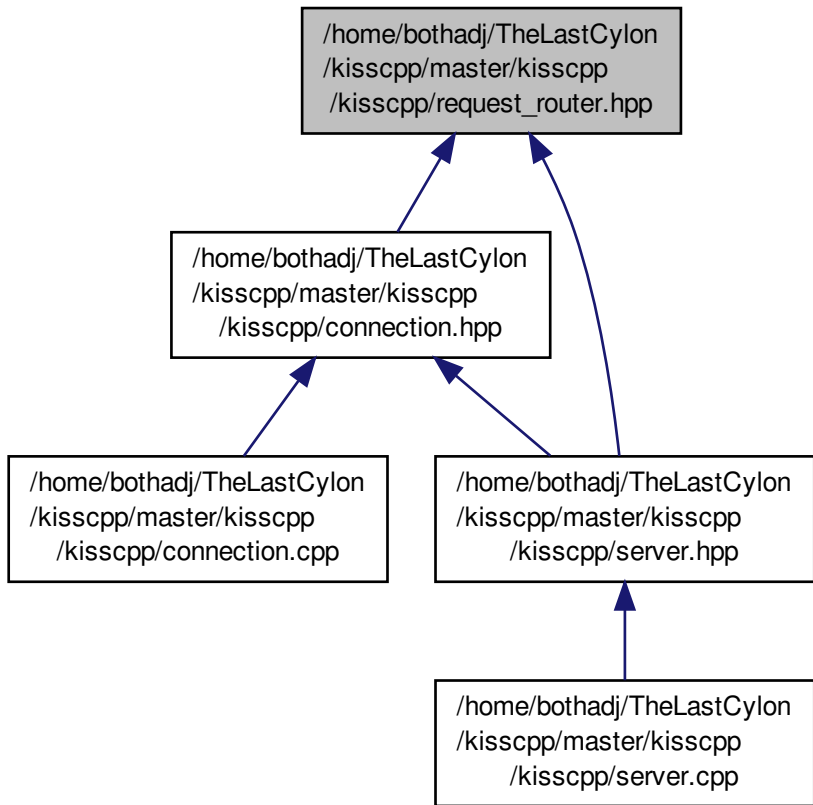 /home/bothadj/TheLastCylon
/kisscpp/master/kisscpp
/kisscpp/request_router.hpp
/home/bothadj/TheLastCylon
/kisscpp/master/kisscpp
/kisscpp/connection.hpp
/home/bothadj/TheLastCylon
/kisscpp/master/kisscpp
/kisscpp/connection.cpp
/home/bothadj/TheLastCylon
/kisscpp/master/kisscpp
/kisscpp/server.hpp
/home/bothadj/TheLastCylon
/kisscpp/master/kisscpp
/kisscpp/server.cpp